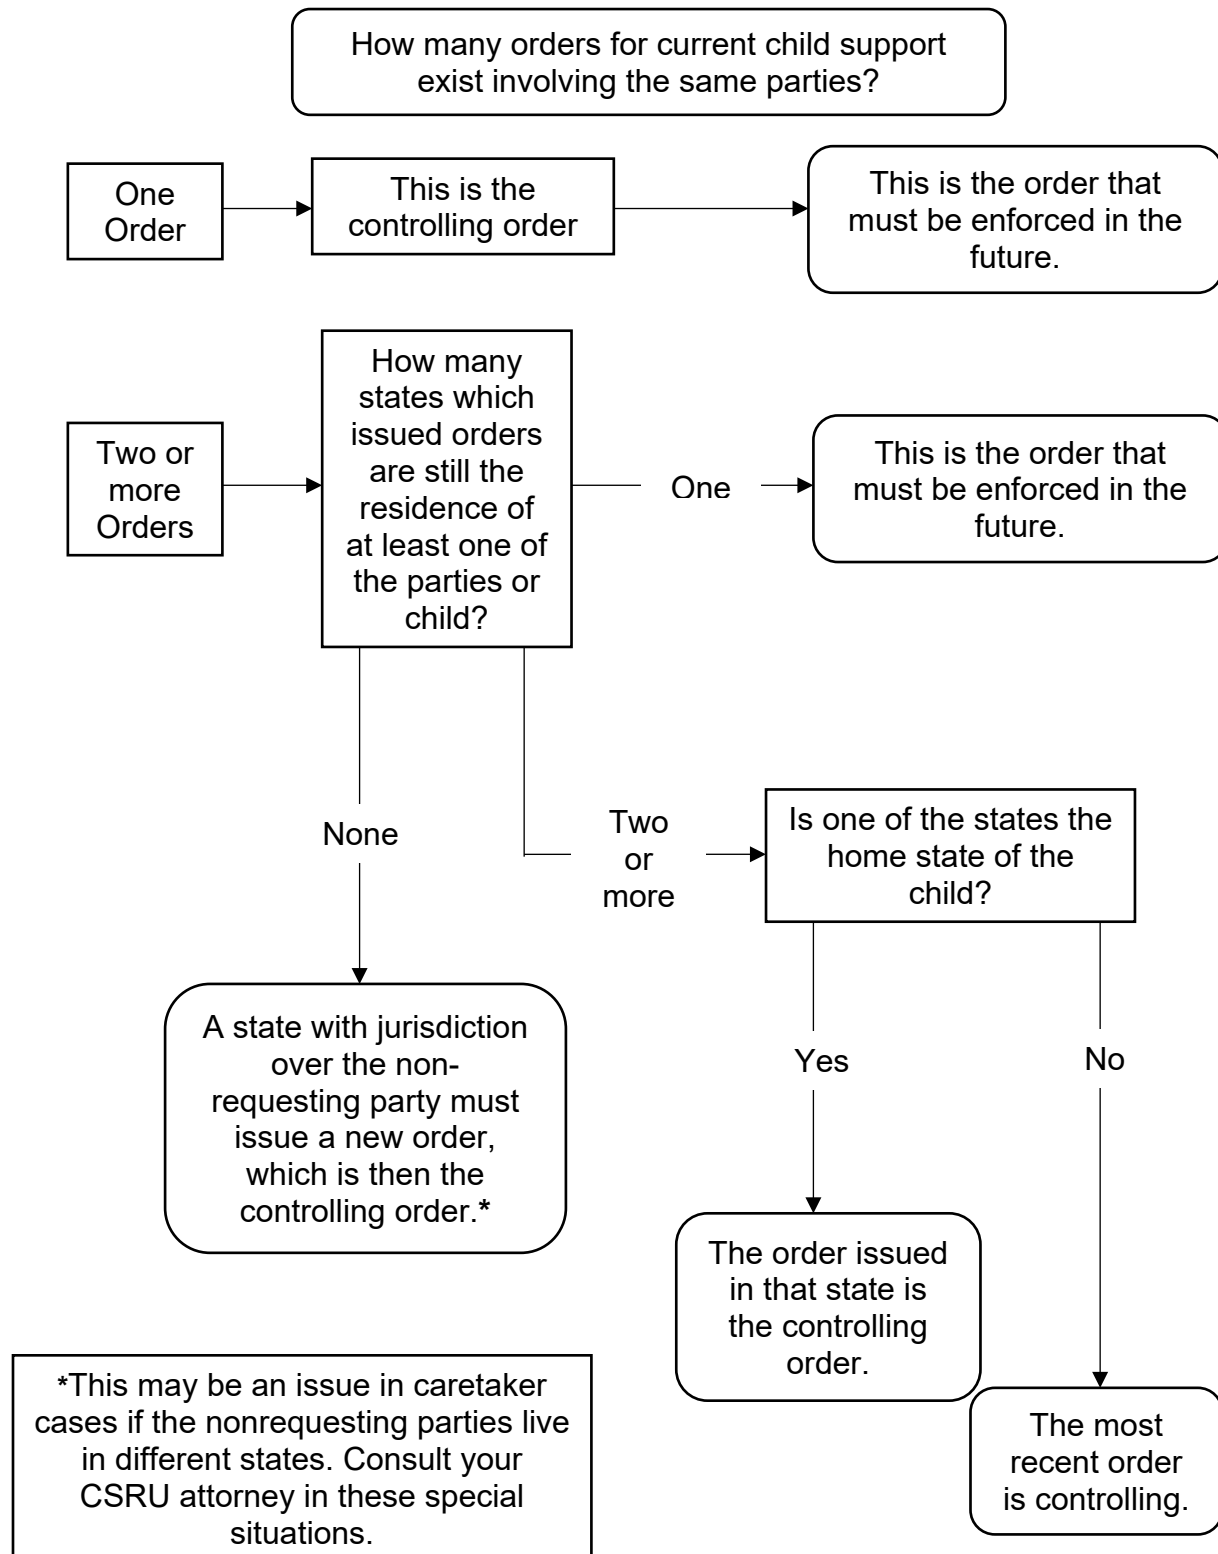 How many orders for current child support
exist involving the same parties?
One
Order
This is the
controlling order
This is the order that
must be enforced in the
future.
Two or
more
Orders
How many
states which
issued orders
are still the
residence of
at least one of
the parties or
child?
One
This is the order that
must be enforced in the
future.
None
Two
or
more
Is one of the states the
home state of the
child?
A state with jurisdiction
over the non-
requesting party must
issue a new order,
which is then the
controlling order.*
Yes
No
The order issued
in that state is
the controlling
order.
The most
recent order
is controlling.
*This may be an issue in caretaker
cases if the nonrequesting parties live
in different states. Consult your
CSRU attorney in these special
situations.